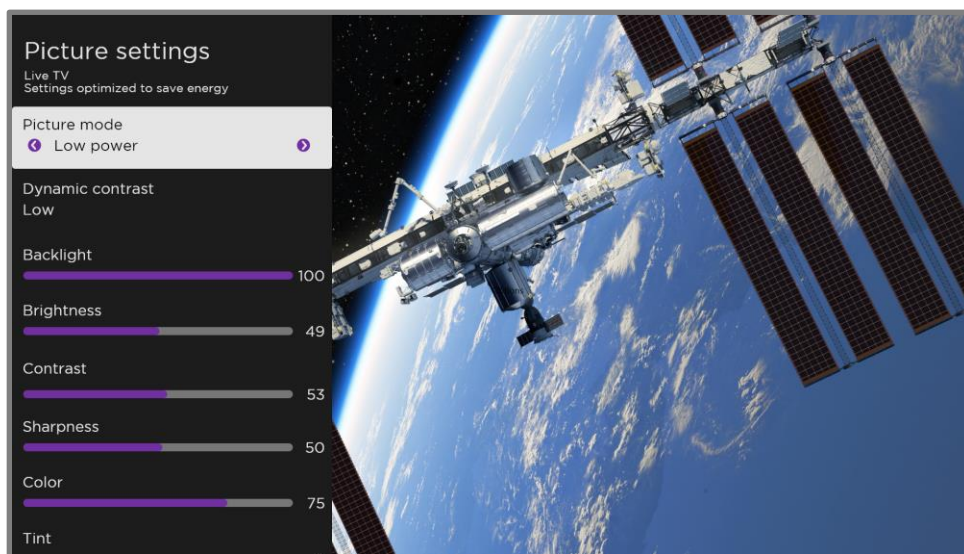 Picture settings
Live TV
Settings optimized to save energy
Picture mode
Low power
Dynamic contrast
Low
Backlight
100
Brightness
49
Contrast
53
Sharpness
50
Color
75
Tint